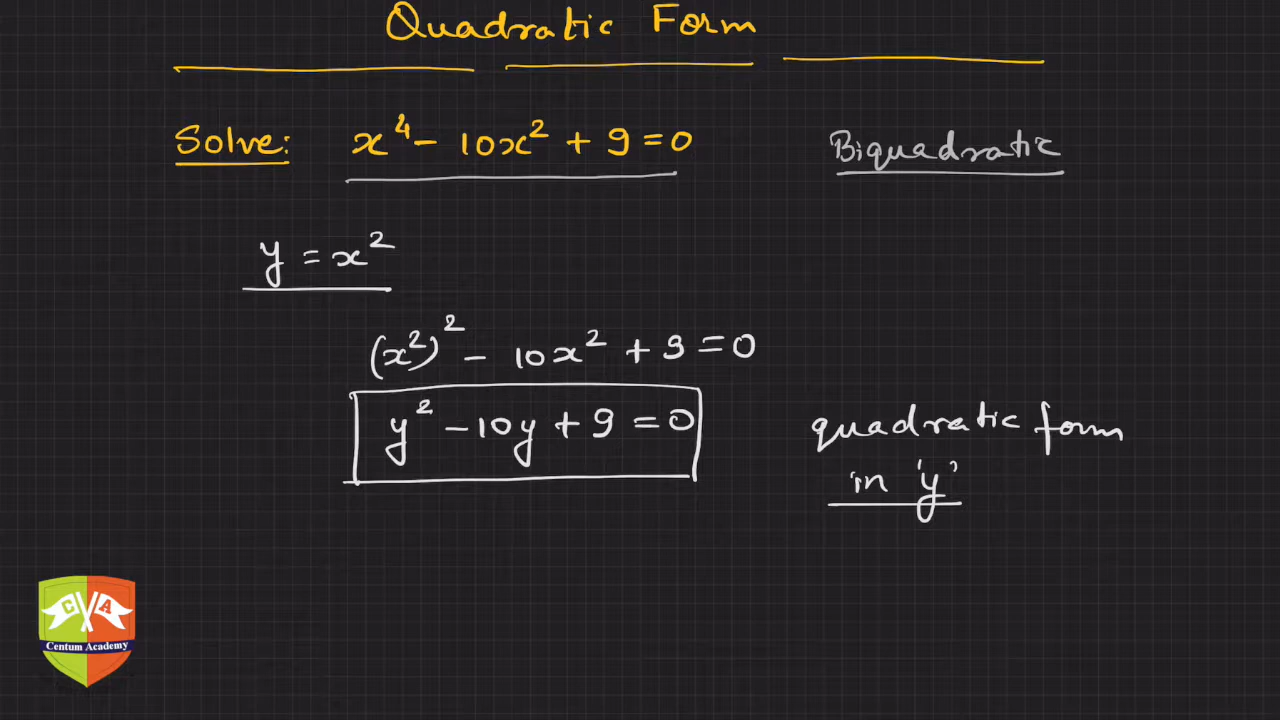 Quadratic Form
Solve: x⁴ - 10x² + 9 = 0
Biquadratic
y = x²
(x²)² - 10x² + 9 = 0
y² - 10y + 9 = 0
quadratic form
in 'y'
C A
Centum Academy